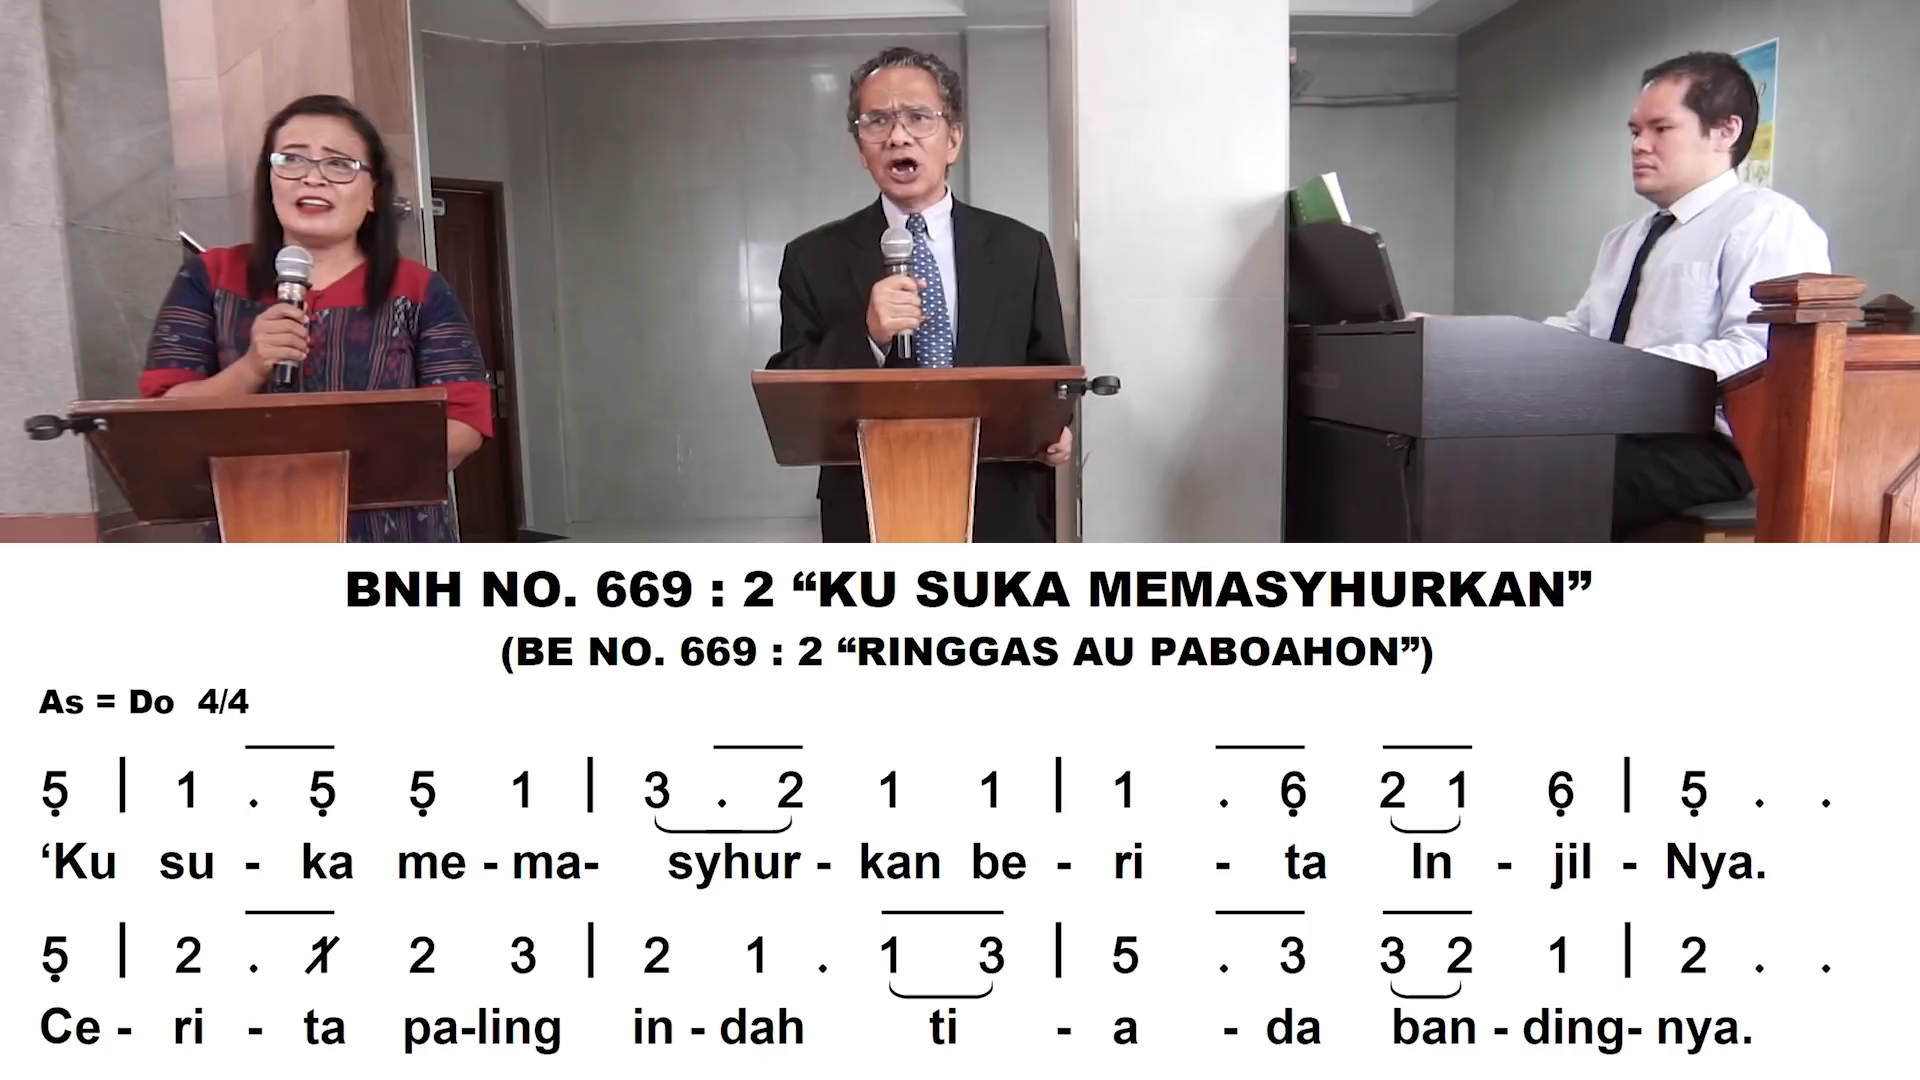 BNH NO. 669 : 2 “KU SUKA MEMASYHURKAN”
(BE NO. 669 : 2 “RINGGAS AU PABOAHON”)
As = Do 4/4
5̣ | 1 . 5̣ 5̣ 1 | 3 . 2 1 1 | 1 . 6̣ 2 1 6̣ | 5̣ . .
‘Ku su - ka me - ma- syhur - kan be - ri - ta In - jil - Nya.
5̣ | 2 . 1̸ 2 3 | 2 1 . 1 3 | 5 . 3 3 2 1 | 2 . .
Ce - ri - ta pa-ling in - dah ti - a - da ban - ding- nya.